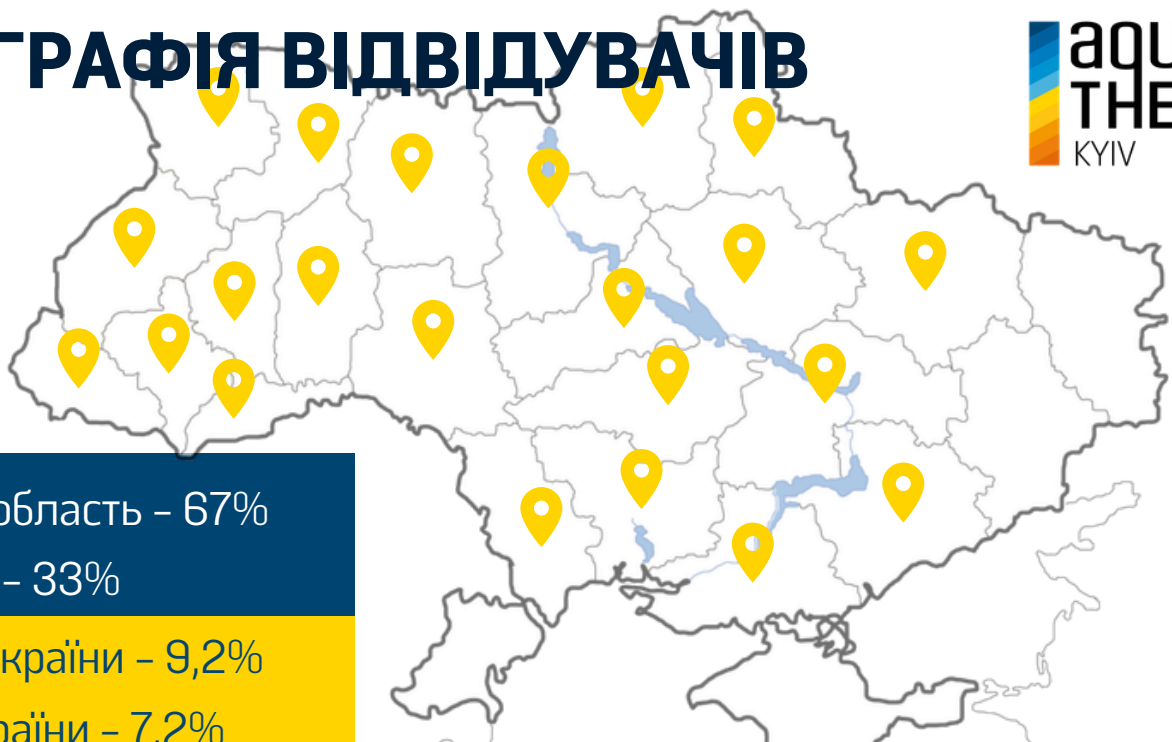 ГРАФІЯ ВІДВІДУВАЧІВ
aqu
THE
KYIV
область – 67%
– 33%
країни – 9,2%
раїни – 7,2%